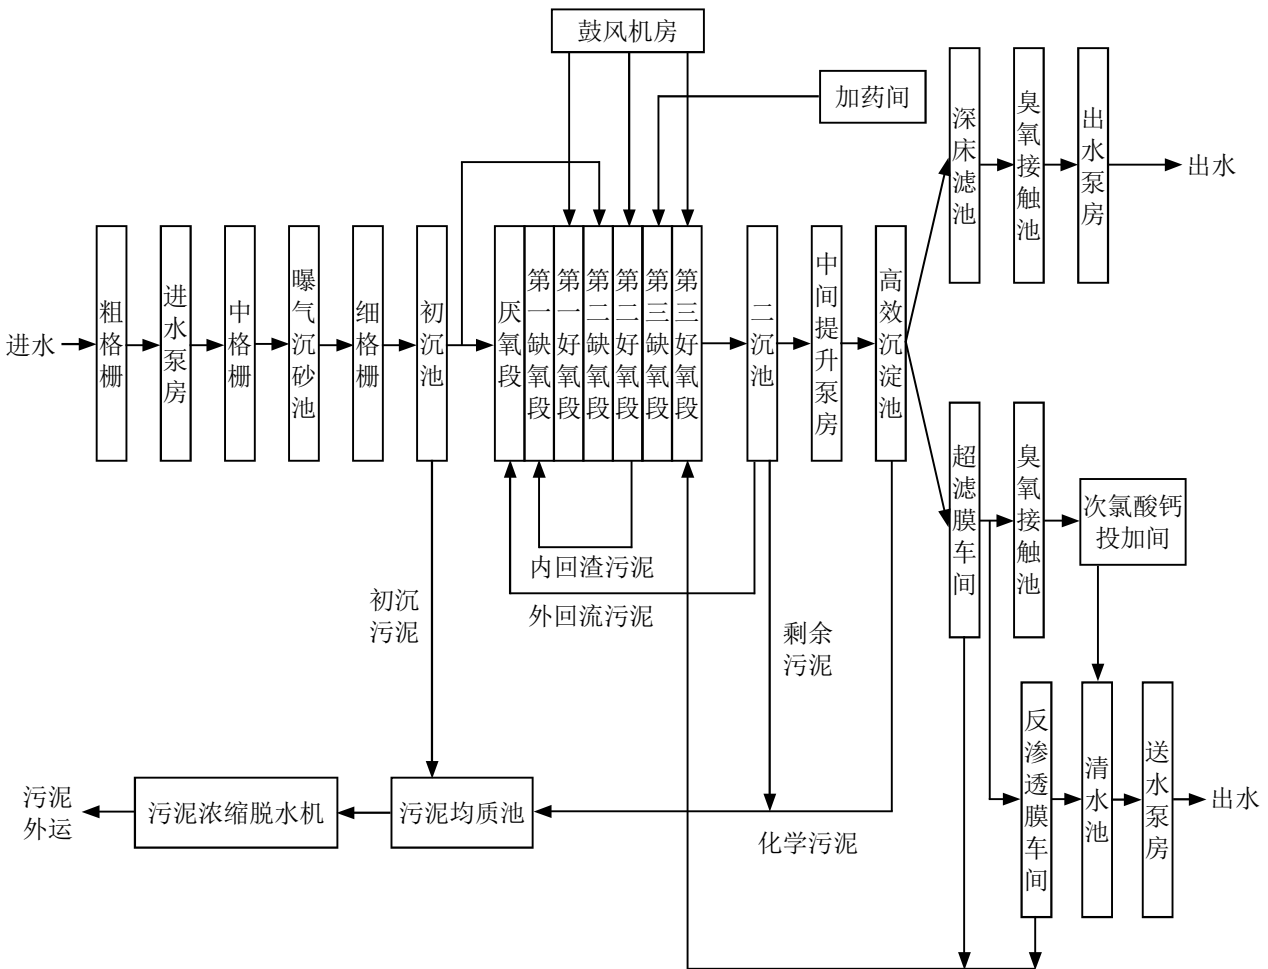 鼓风机房
加药间
深床滤池
臭氧接触池
出水泵房
出水
进水
粗格栅
进水泵房
中格栅
曝气沉砂池
细格栅
初沉池
厌氧段
第一缺氧段
第一好氧段
第二缺氧段
第二好氧段
第三缺氧段
第三好氧段
二沉池
中间提升泵房
高效沉淀池
超滤膜车间
臭氧接触池
次氯酸钙
投加间
内回渣污泥
外回流污泥
初沉
污泥
剩余
污泥
反渗透膜车间
清水池
送水泵房
出水
污泥
外运
污泥浓缩脱水机
污泥均质池
化学污泥